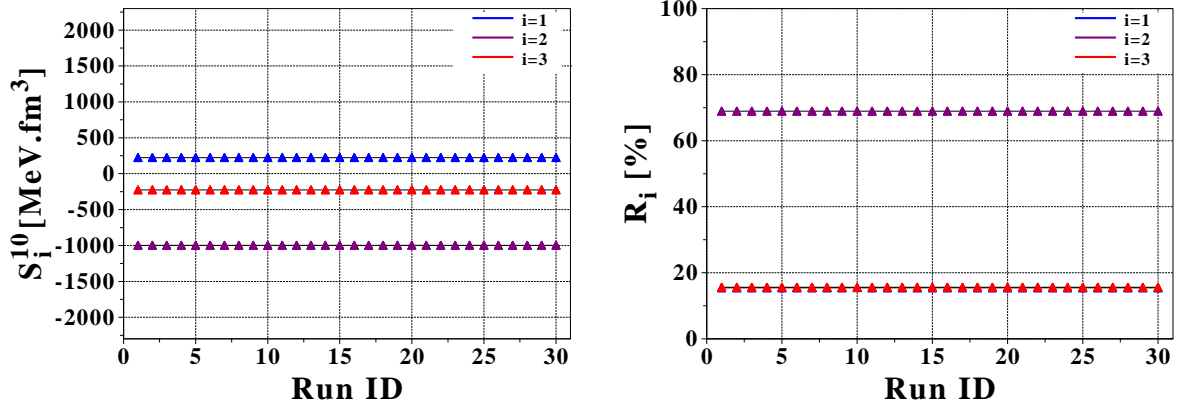 i=1
i=2
i=3
2000
1500
1000
500
0
-500
-1000
-1500
-2000
S_i^10 [MeV.fm^3]
0 5 10 15 20 25 30
Run ID
i=1
i=2
i=3
100
80
60
40
20
0
R_i [%]
0 5 10 15 20 25 30
Run ID